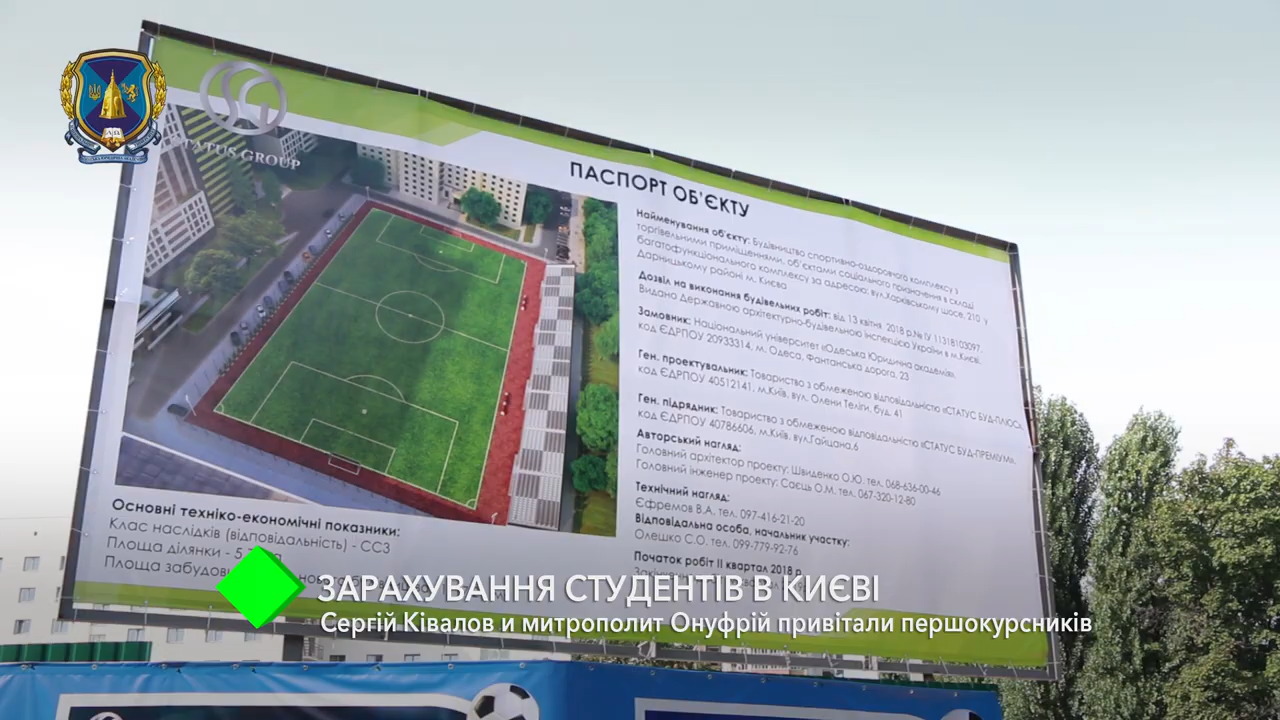 STATUS GROUP
ПАСПОРТ ОБ'ЄКТУ
Найменування об'єкту: Будівництво спортивно-оздоровчого комплексу з
торгівельними приміщеннями, об'єктами соціального призначення в складі
багатофункціонального комплексу за адресою: вул.Харківському шосе, 210 у
Дарницькому районі м. Києва
Дозвіл на виконання будівельних робіт: від 13 квітня 2018 р.№ ІУ 11318103097.
Видано Державною архітектурно-будівельною інспекцією України в м.Києві.
Замовник: Національний університет «Одеська Юридична академія».
код ЄДРПОУ 20933314, м. Одеса, Фантанська дорога, 23
Ген. проектувальник: Товариство з обмеженою відповідальністю «СТАТУС БУД-ПЛЮС»,
код ЄДРПОУ 40512141, м.Київ, вул. Олени Теліги, буд. 41
Ген. підрядник: Товариство з обмеженою відповідальністю «СТАТУС БУД-ПРЕМІУМ»,
код ЄДРПОУ 40786606, м.Київ, вул.Гайцана,6
Авторський нагляд:
Головний архітектор проекту: Швиденко О.Ю. тел. 068-636-00-46
Головний інженер проекту: Саєць О.М. тел. 067-320-12-80
Технічний нагляд:
Єфремов В.А. тел. 097-416-21-20
Відповідальна особа, начальник участку:
Олешко С.О. тел. 099-779-92-76
Початок робіт ІІ квартал 2018 р.
Основні техніко-економічні показники:
Клас наслідків (відповідальність) - СС3
Площа ділянки - 5,
Площа забудови
ЗАРАХУВАННЯ СТУДЕНТІВ В КИЄВІ
Сергій Ківалов и митрополит Онуфрій привітали першокурсників